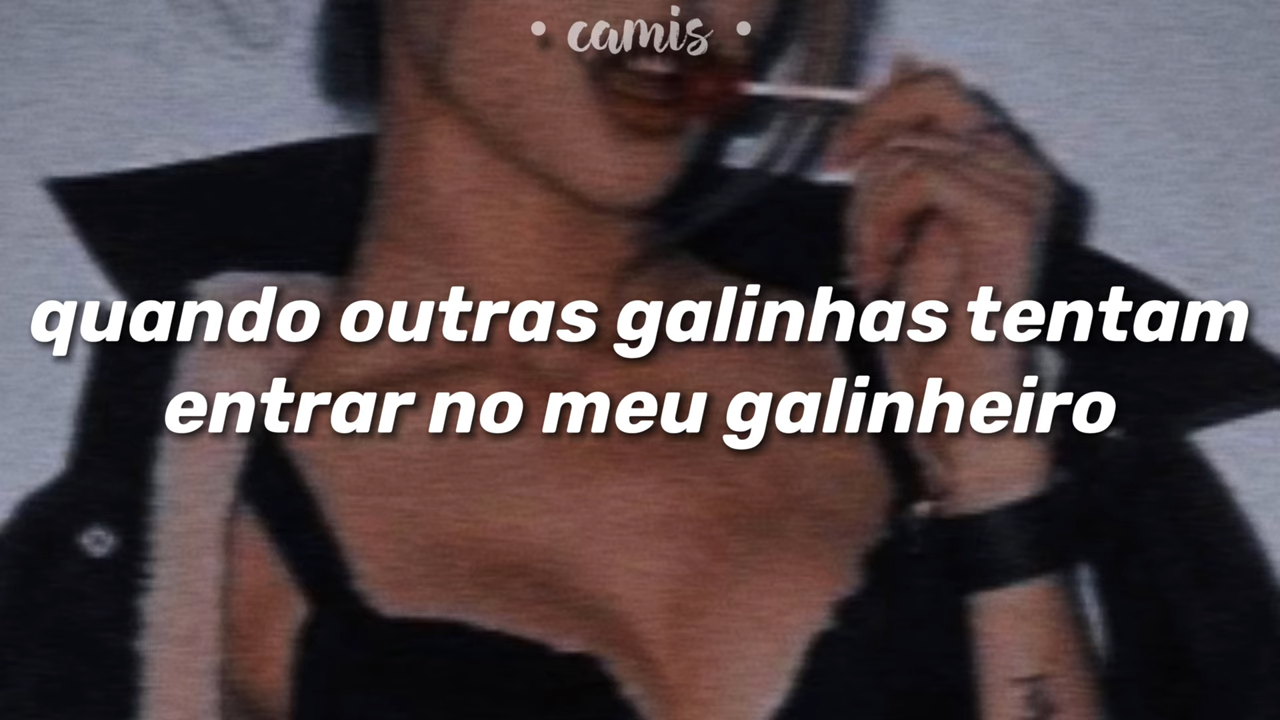 • camis •
quando outras galinhas tentam
entrar no meu galinheiro